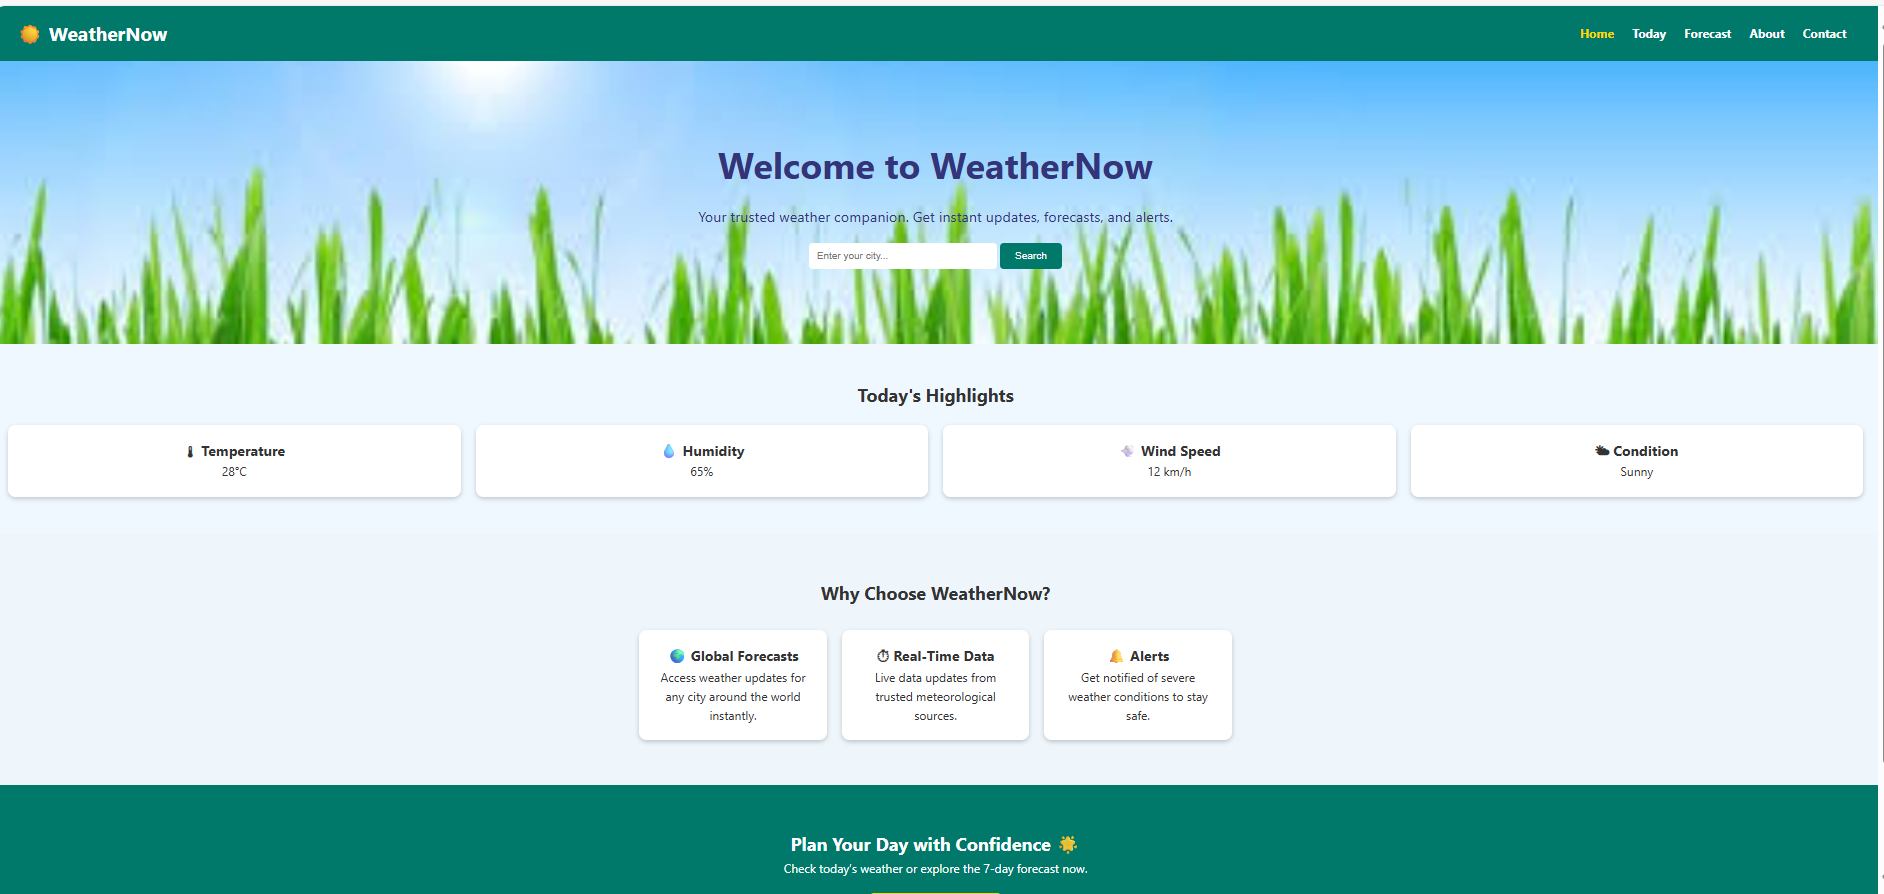 WeatherNow
Home Today Forecast About Contact
Welcome to WeatherNow
Your trusted weather companion. Get instant updates, forecasts, and alerts.
Enter your city... Search
Today's Highlights
Temperature
28°C
Humidity
65%
Wind Speed
12 km/h
Condition
Sunny
Why Choose WeatherNow?
Global Forecasts
Access weather updates for
any city around the world
instantly.
Real-Time Data
Live data updates from
trusted meteorological
sources.
Alerts
Get notified of severe
weather conditions to stay
safe.
Plan Your Day with Confidence
Check today's weather or explore the 7-day forecast now.